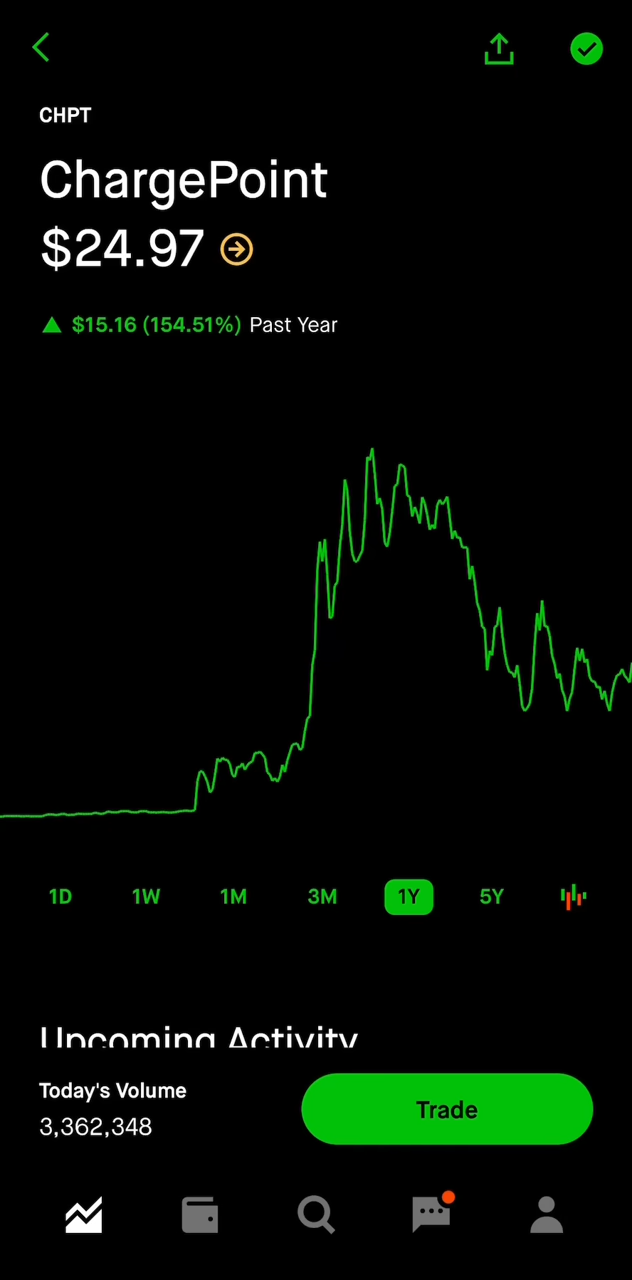 CHPT
ChargePoint
$24.97
$15.16 (154.51%) Past Year
1D 1W 1M 3M 1Y 5Y
Upcoming Activity
Today's Volume
3,362,348
Trade